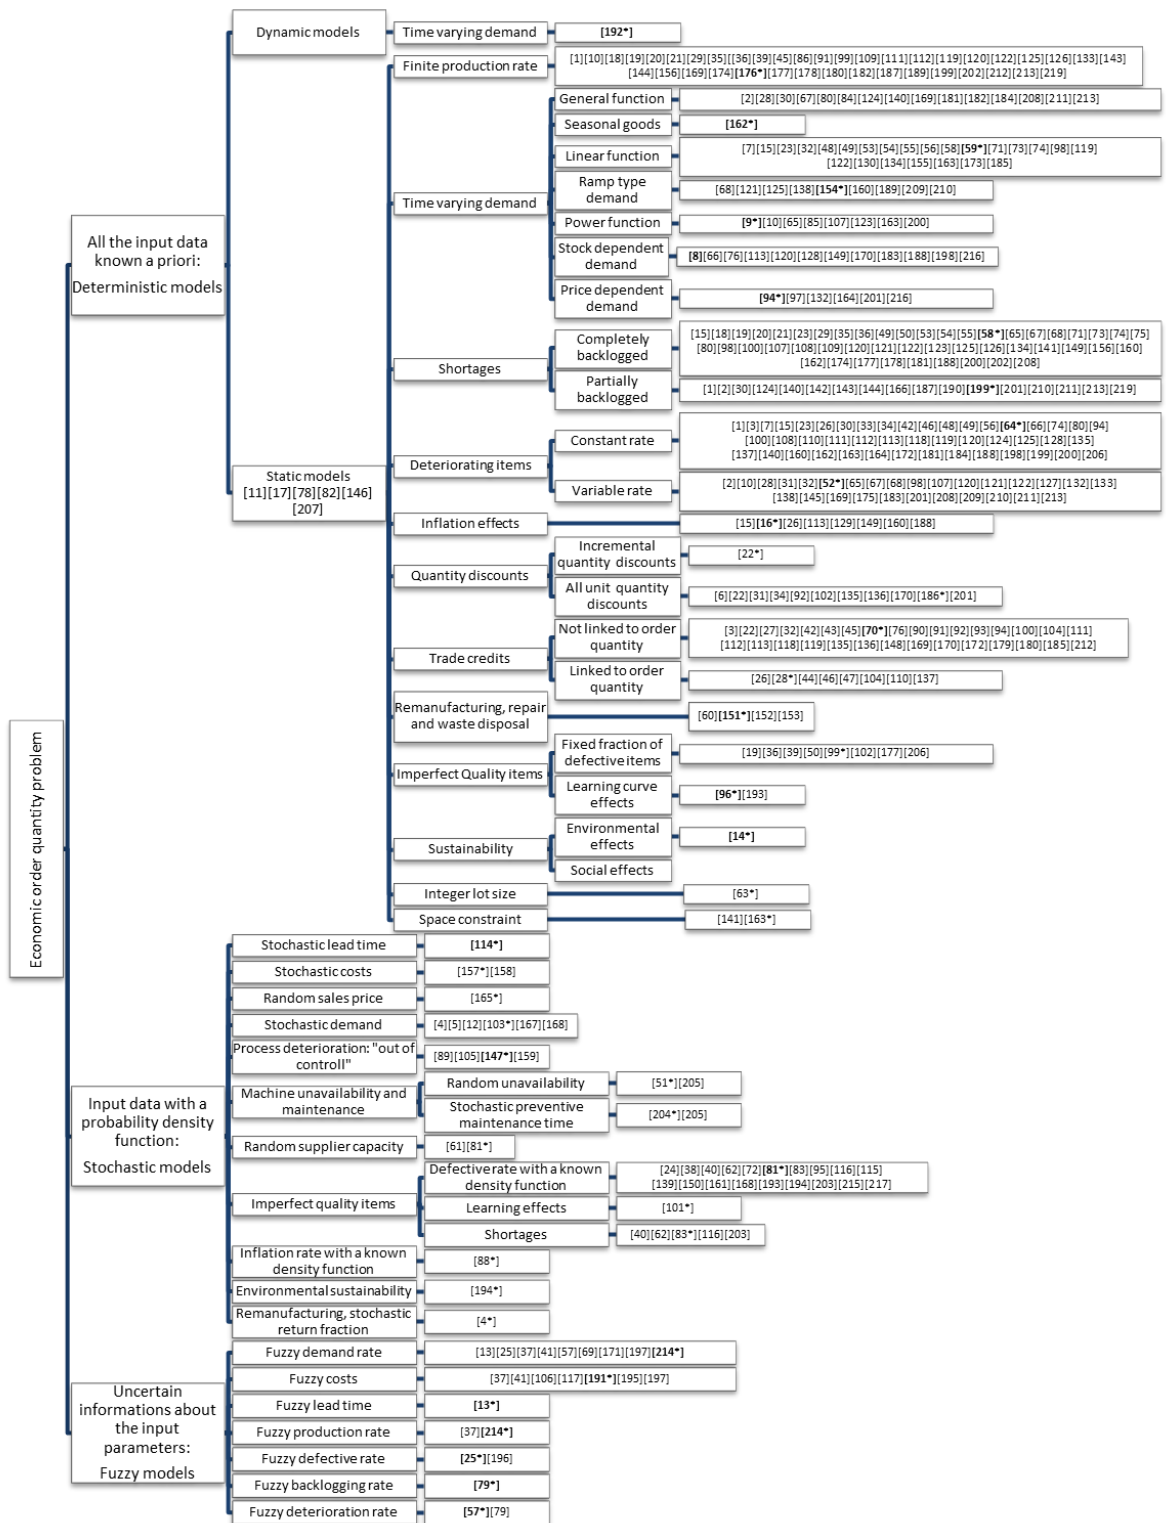 Economic order quantity problem
All the input data
known a priori:
Deterministic models
Dynamic models
Time varying demand
[192*]
Static models
[11][17][78][82][146]
[207]
Finite production rate
[1][10][18][19][20][21][29][35][[36][39][45][86][91][99][109][111][112][119][120][122][125][126][133][143]
[144][156][169][174][176*][177][178][180][182][187][189][199][202][212][213][219]
Time varying demand
General function
[2][28][30][67][80][84][124][140][169][181][182][184][208][211][213]
Seasonal goods
[162*]
Linear function
[7][15][23][32][48][49][53][54][55][56][58][59*][71][73][74][98][119]
[122][130][134][155][163][173][185]
Ramp type
demand
[68][121][125][138][154*][160][189][209][210]
Power function
[9*][10][65][85][107][123][163][200]
Stock dependent
demand
[8][66][76][113][120][128][149][170][183][188][198][216]
Price dependent
demand
[94*][97][132][164][201][216]
Shortages
Completely
backlogged
[15][18][19][20][21][23][29][35][36][49][50][53][54][55][58*][65][67][68][71][73][74][75]
[80][98][100][107][108][109][120][121][122][123][125][126][134][141][149][156][160]
[162][174][177][178][181][188][200][202][208]
Partially
backlogged
[1][2][30][124][140][142][143][144][166][187][190][199*][201][210][211][213][219]
Deteriorating items
Constant rate
[1][3][7][15][23][26][30][33][34][42][46][48][49][56][64*][66][74][80][94]
[100][108][110][111][112][113][118][119][120][124][125][128][135]
[137][140][160][162][163][164][172][181][184][188][198][199][200][206]
Variable rate
[2][10][28][31][32][52*][65][67][68][98][107][120][121][122][127][132][133]
[138][145][169][175][183][201][208][209][210][211][213]
Inflation effects
[15][16*][26][113][129][149][160][188]
Quantity discounts
Incremental
quantity discounts
[22*]
All unit quantity
discounts
[6][22][31][34][92][102][135][136][170][186*][201]
Trade credits
Not linked to order
quantity
[3][22][27][32][42][43][45][70*][76][90][91][92][93][94][100][104][111]
[112][113][118][119][135][136][148][169][170][172][179][180][185][212]
Linked to order
quantity
[26][28*][44][46][47][104][110][137]
Remanufacturing, repair
and waste disposal
[60][151*][152][153]
Imperfect Quality items
Fixed fraction of
defective items
[19][36][39][50][99*][102][177][206]
Learning curve
effects
[96*][193]
Sustainability
Environmental
effects
[14*]
Social effects
Integer lot size
[63*]
Space constraint
[141][163*]
Input data with a
probability density
function:
Stochastic models
Stochastic lead time
[114*]
Stochastic costs
[157*][158]
Random sales price
[165*]
Stochastic demand
[4][5][12][103*][167][168]
Process deterioration: "out of
controll"
[89][105][147*][159]
Machine unavailability and
maintenance
Random unavailability
[51*][205]
Stochastic preventive
maintenance time
[204*][205]
Random supplier capacity
[61][81*]
Imperfect quality items
Defective rate with a known
density function
[24][38][40][62][72][81*][83][95][116][115]
[139][150][161][168][193][194][203][215][217]
Learning effects
[101*]
Shortages
[40][62][83*][116][203]
Inflation rate with a known
density function
[88*]
Environmental sustainability
[194*]
Remanufacturing, stochastic
return fraction
[4*]
Uncertain
informations about
the input
parameters:
Fuzzy models
Fuzzy demand rate
[13][25][37][41][57][69][171][197][214*]
Fuzzy costs
[37][41][106][117][191*][195][197]
Fuzzy lead time
[13*]
Fuzzy production rate
[37][214*]
Fuzzy defective rate
[25*][196]
Fuzzy backlogging rate
[79*]
Fuzzy deterioration rate
[57*][79]